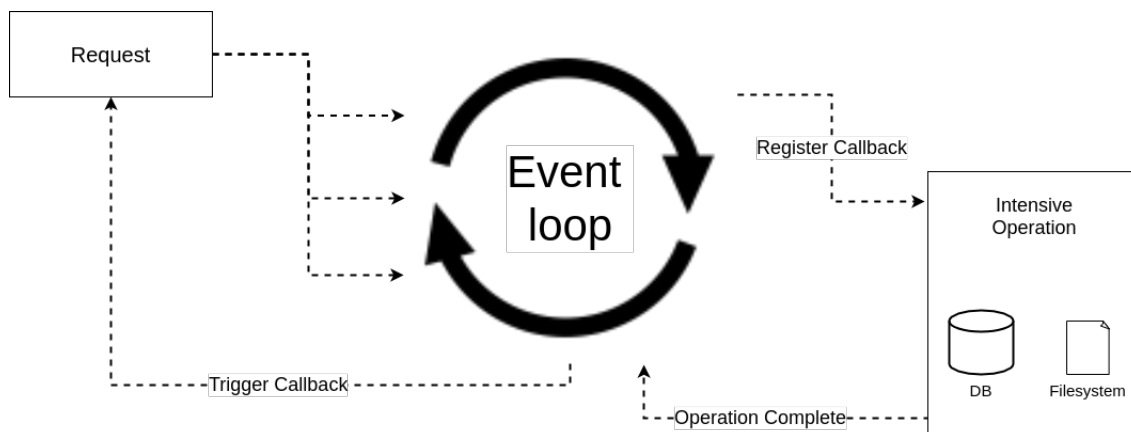 Request
Register Callback
Event
loop
Intensive
Operation
DB
Filesystem
Trigger Callback
Operation Complete